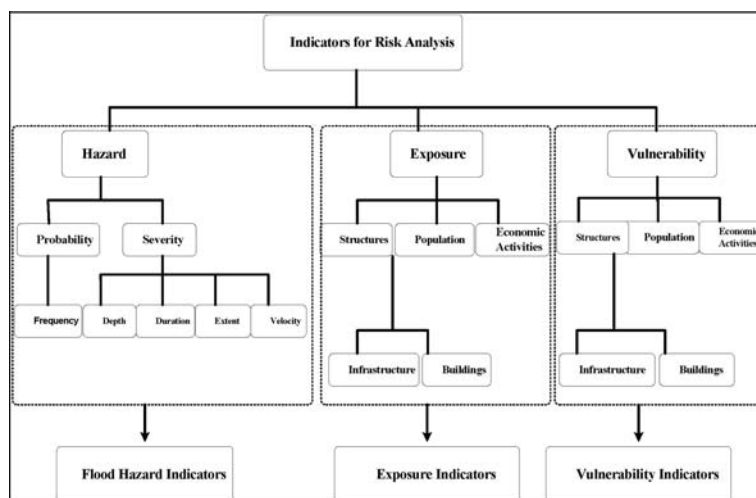 Indicators for Risk Analysis
Hazard
Exposure
Vulnerability
Probability
Severity
Structures
Population
Economic
Activities
Structures
Population
Economic
Activities
Frequency
Depth
Duration
Extent
Velocity
Infrastructure
Buildings
Infrastructure
Buildings
Flood Hazard Indicators
Exposure Indicators
Vulnerability Indicators